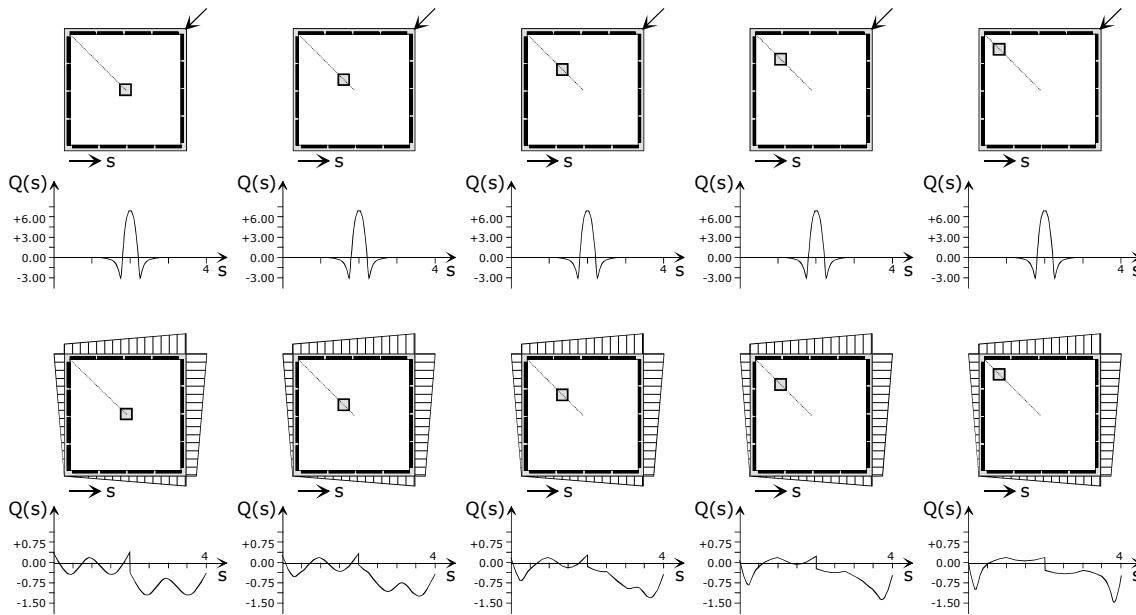 s s s s s
Q(s) Q(s) Q(s) Q(s) Q(s)
+6.00 +6.00 +6.00 +6.00 +6.00
+3.00 +3.00 +3.00 +3.00 +3.00
0.00 0.00 0.00 0.00 0.00
4 4 4 4 4
s s s s s
-3.00 -3.00 -3.00 -3.00 -3.00
s s s s s
Q(s) Q(s) Q(s) Q(s) Q(s)
+0.75 +0.75 +0.75 +0.75 +0.75
4 4 4 4 4
0.00 0.00 0.00 0.00 0.00
s s s s s
-0.75 -0.75 -0.75 -0.75 -0.75
-1.50 -1.50 -1.50 -1.50 -1.50